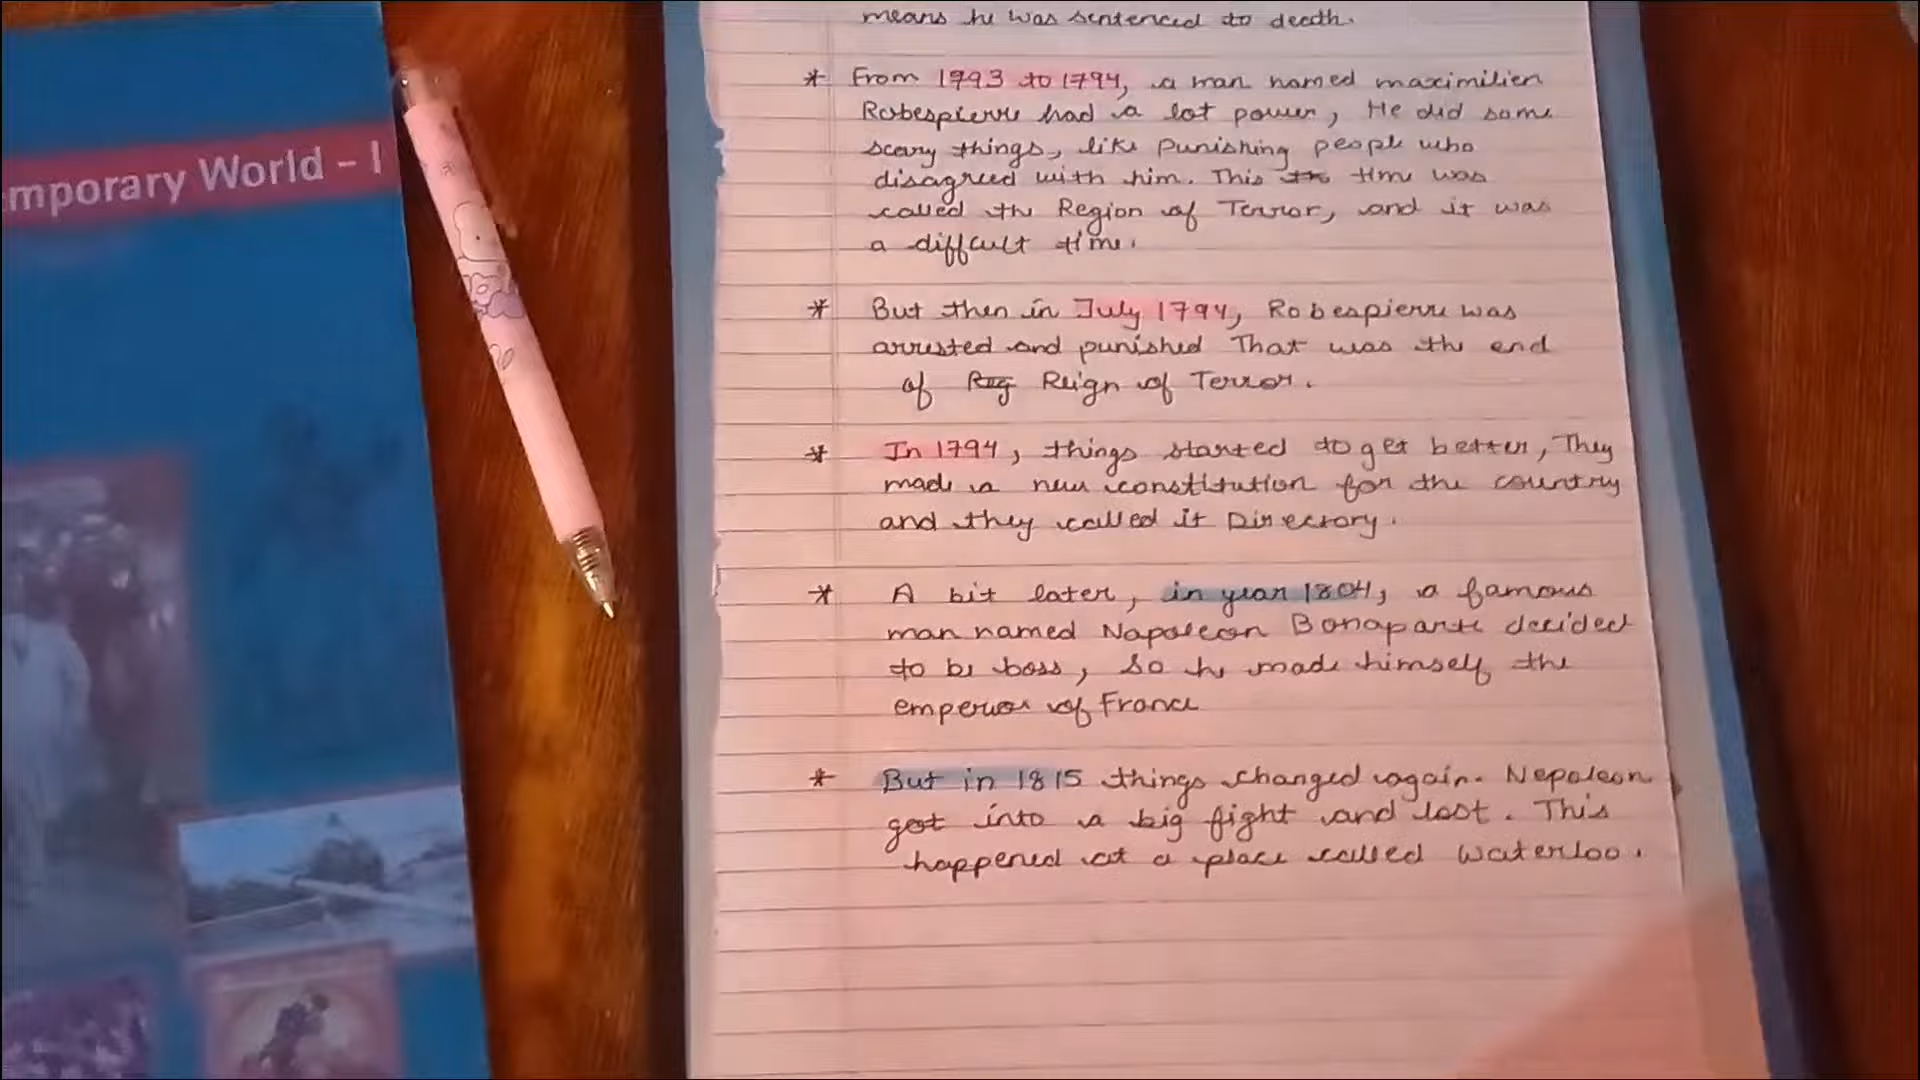 emporary World – I
means he was sentenced to death.
* From 1793 to 1794, a man named maximilien
Robespierre had a lot power, He did some
scary things, like punishing people who
disagreed with him. This time was
called the Region of Terror, and it was
a difficult time.
* But then in July 1794, Robespierre was
arrested and punished That was the end
of Reign of Terror.
* In 1794, things started to get better, They
made a new constitution for the country
and they called it Directory.
* A bit later, in year 1804, a famous
man named Napoleon Bonaparte decided
to be boss, so he made himself the
emperor of France
* But in 1815 things changed again. Nepoleon
got into a big fight and lost. This
happened at a place called Waterloo.